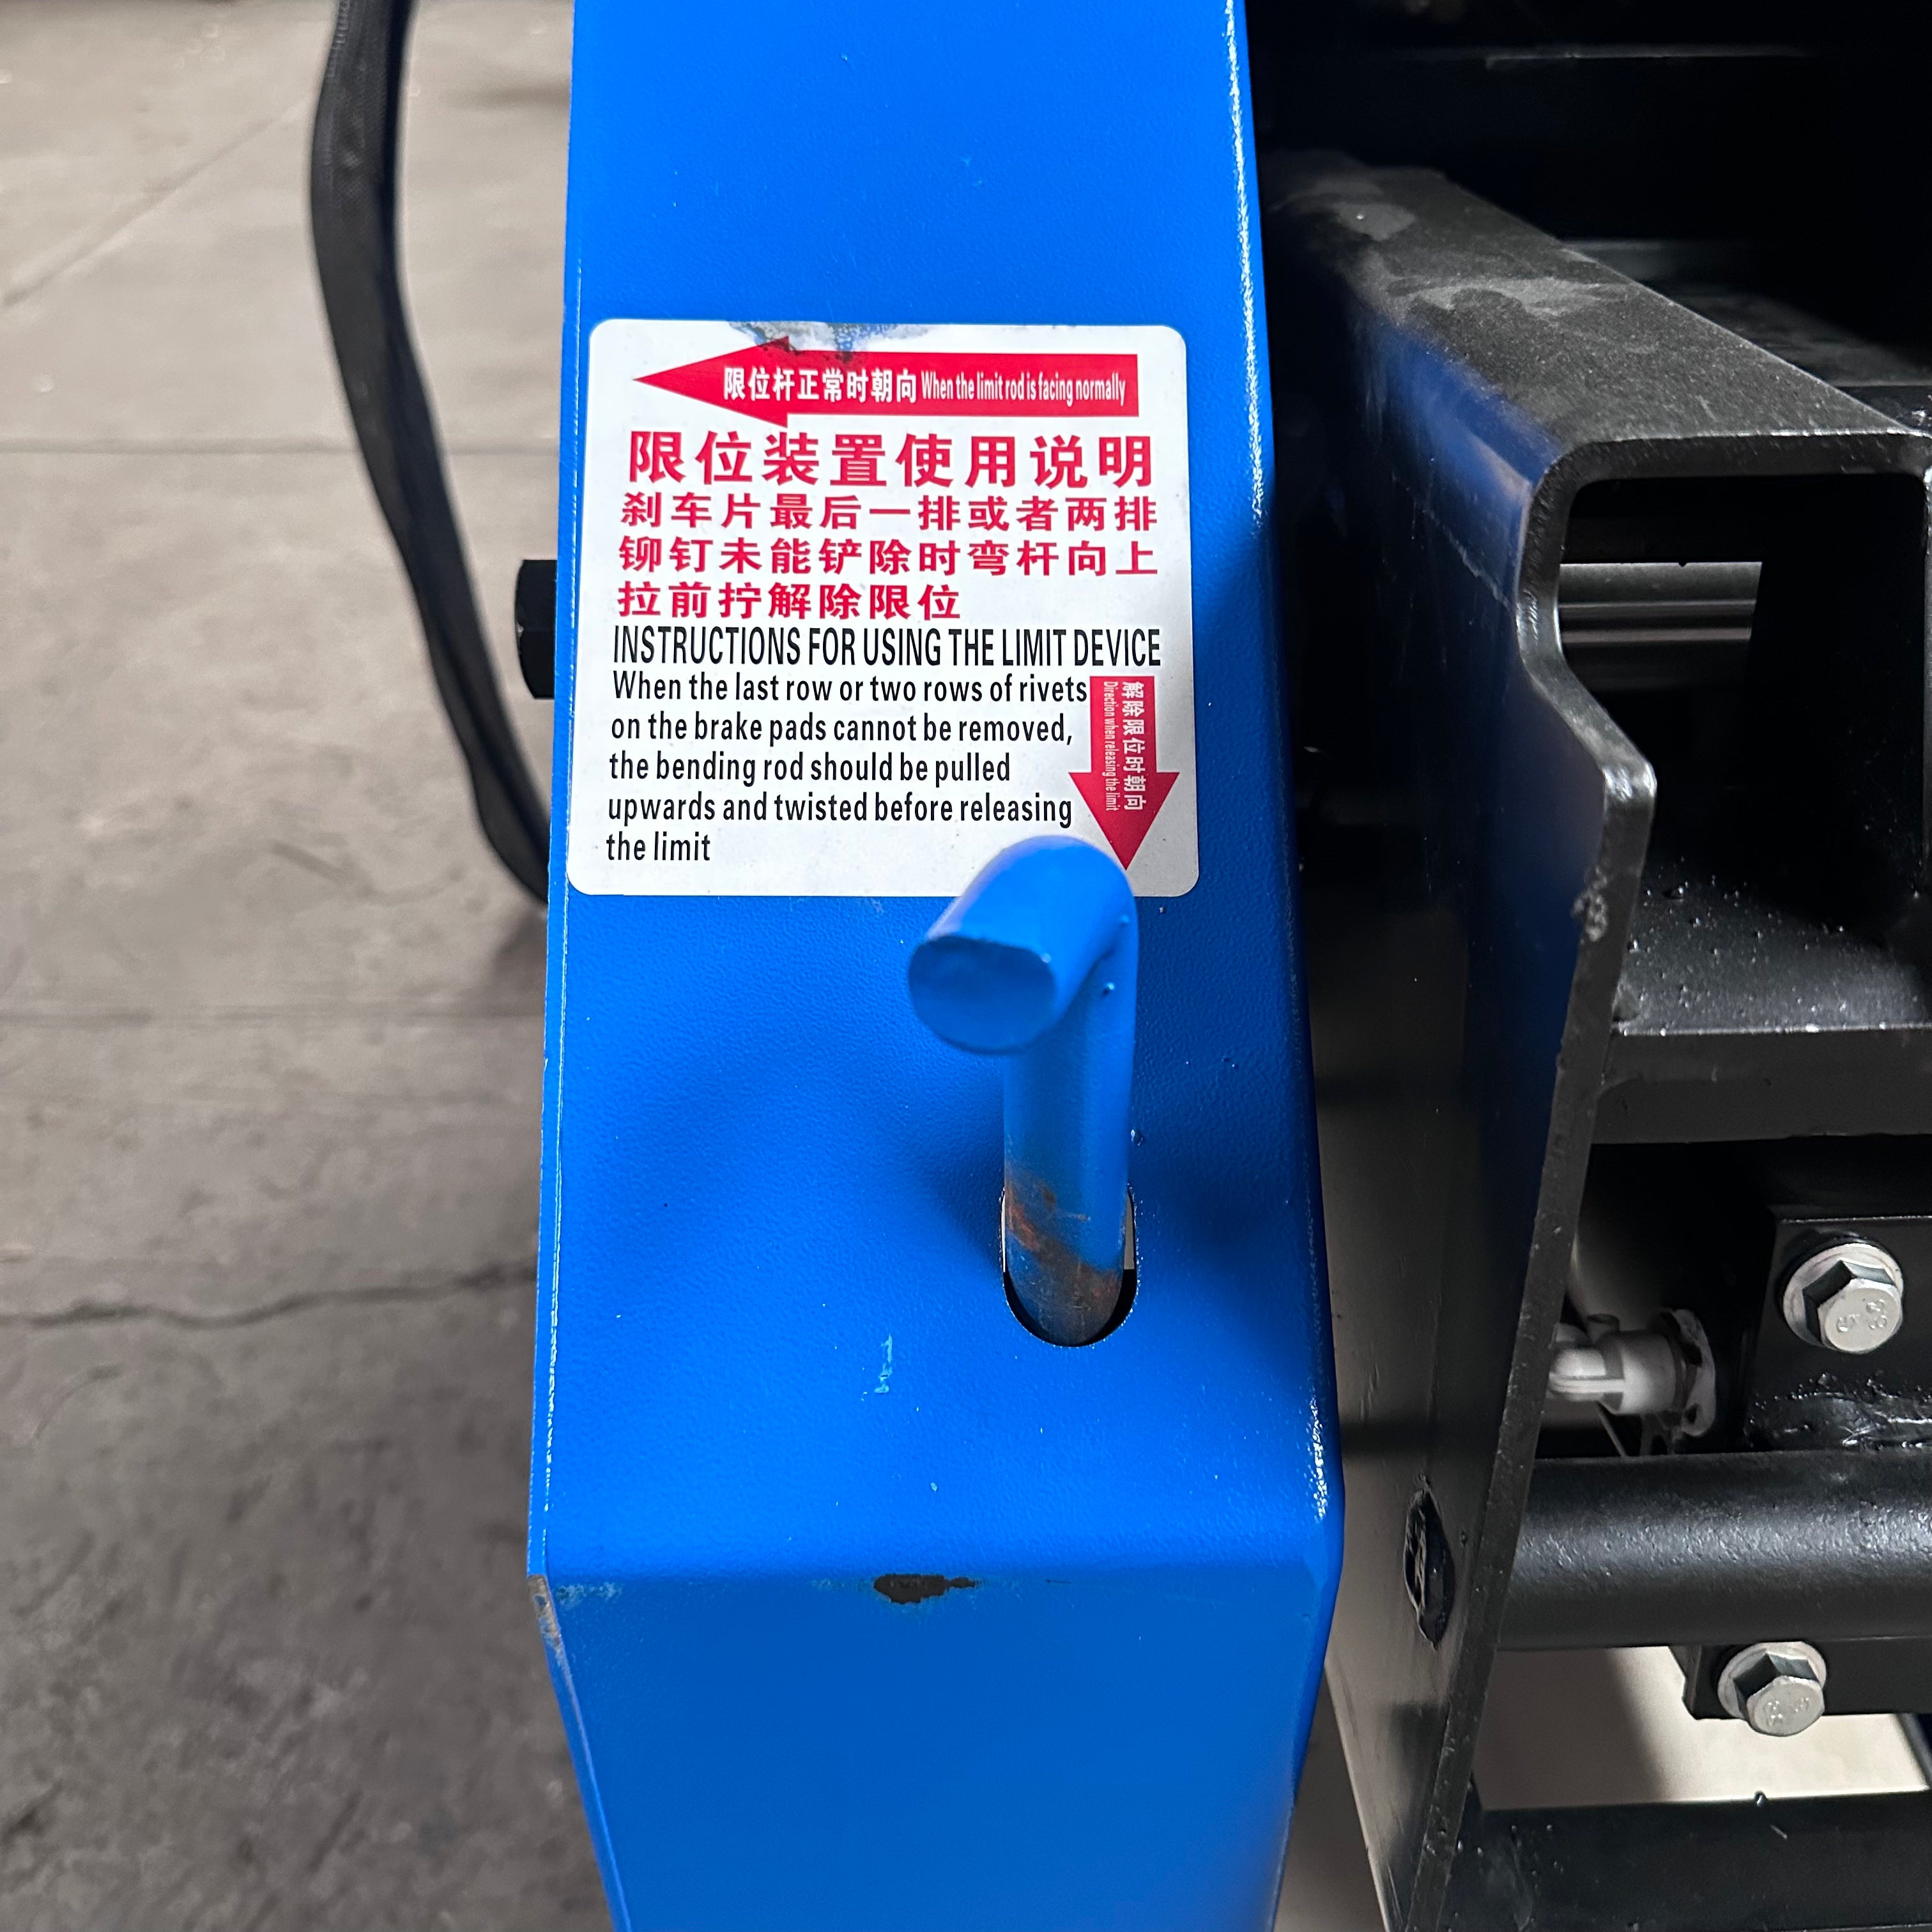 限位杆正常时朝向 When the limit rod is facing normally
限位装置使用说明
刹车片最后一排或者两排
铆钉未能铲除时弯杆向上
拉前拧解除限位
INSTRUCTIONS FOR USING THE LIMIT DEVICE
When the last row or two rows of rivets
on the brake pads cannot be removed,
the bending rod should be pulled
upwards and twisted before releasing
the limit
解除限位时朝向
Direction when releasing the limit